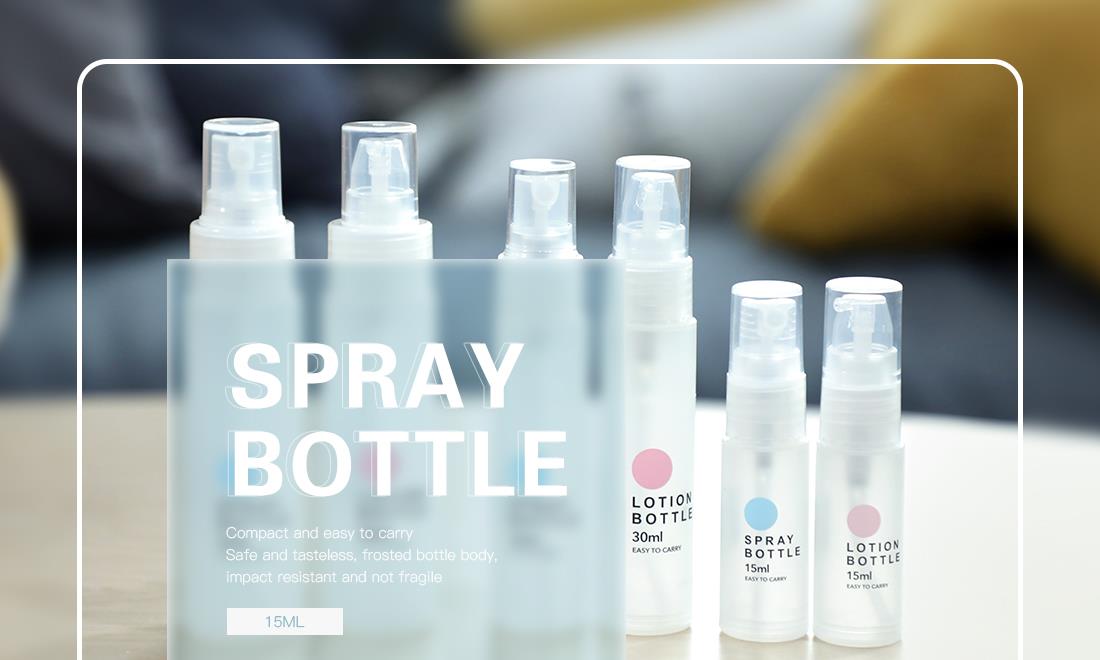 SPRAY
BOTTLE
Compact and easy to carry
Safe and tasteless, frosted bottle body,
impact resistant and not fragile
15ML
LOTION
BOTTLE
30ml
EASY TO CARRY
SPRAY
BOTTLE
15ml
EASY TO CARRY
LOTION
BOTTLE
15ml
EASY TO CARRY